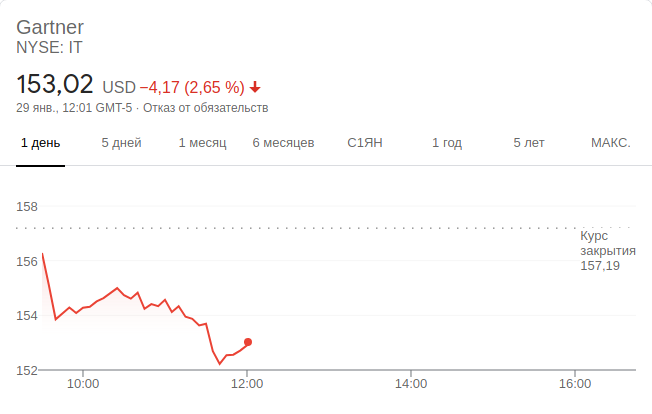 Gartner
NYSE: IT
153,02 USD −4,17 (2,65 %)
29 янв., 12:01 GMT-5 · Отказ от обязательств
1 день 5 дней 1 месяц 6 месяцев С1ЯН 1 год 5 лет МАКС.
158
Курс
закрытия
157,19
156
154
152
10:00 12:00 14:00 16:00